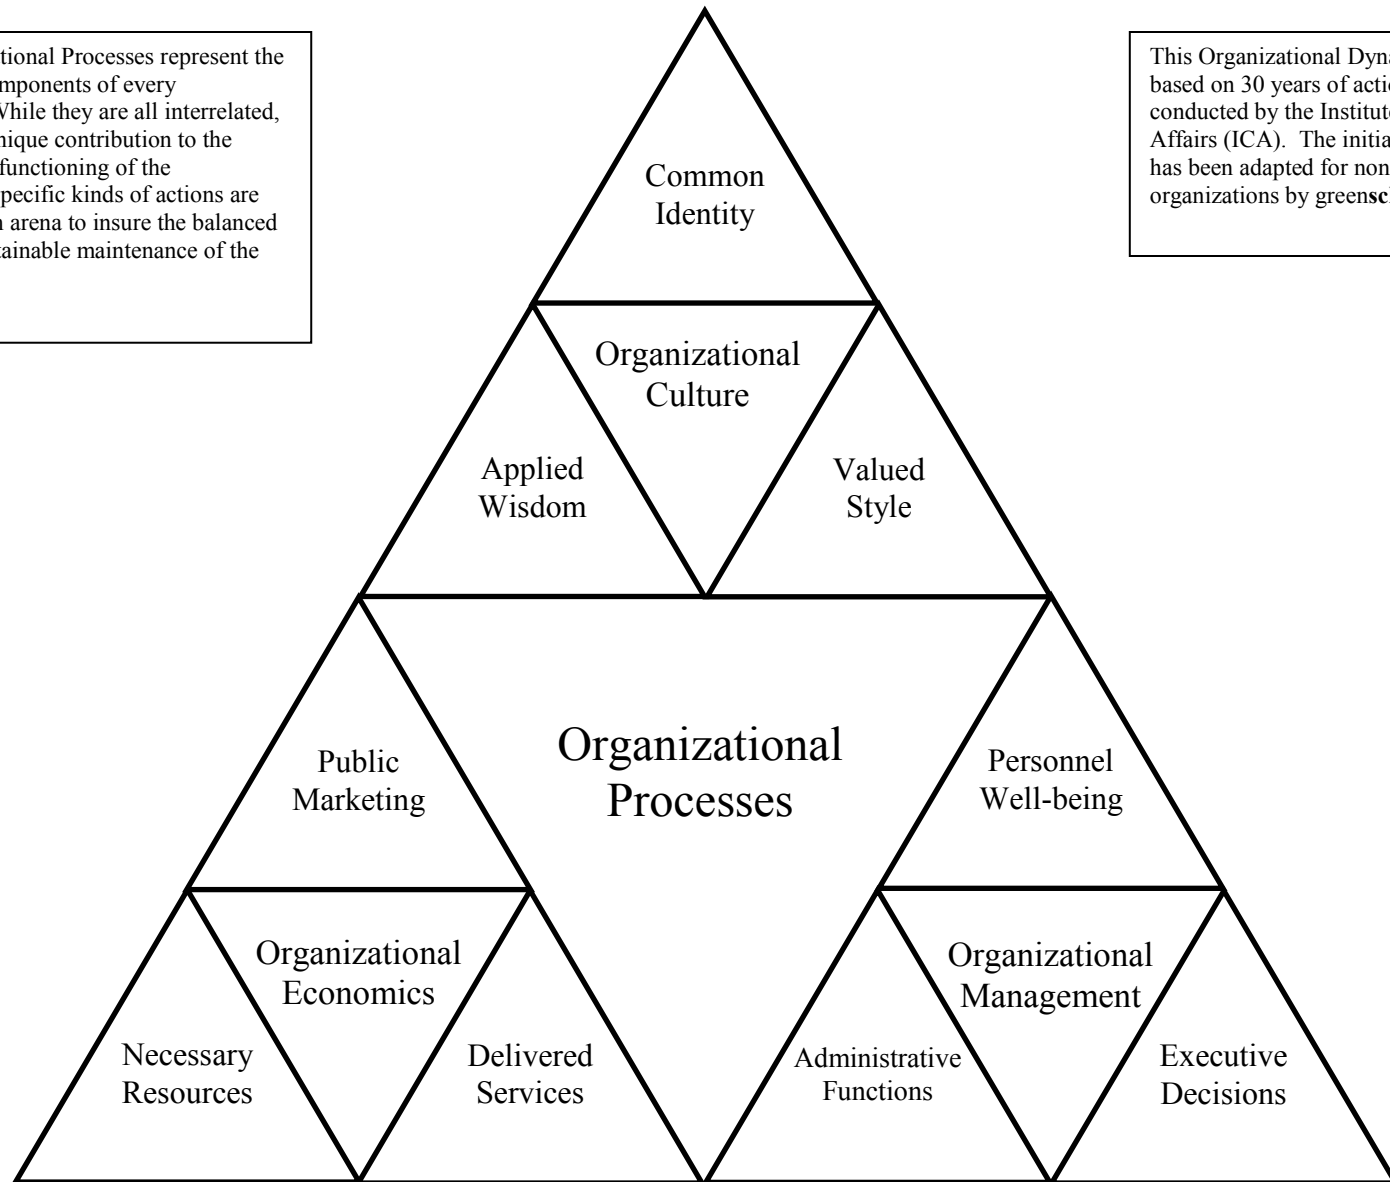 tional Processes represent the
mponents of every
While they are all interrelated,
nique contribution to the
functioning of the
pecific kinds of actions are
arena to insure the balanced
tainable maintenance of the
This Organizational Dyna
based on 30 years of actio
conducted by the Institut
Affairs (ICA). The initia
has been adapted for non
organizations by greensc
Common
Identity
Organizational
Culture
Applied
Wisdom
Valued
Style
Organizational
Processes
Public
Marketing
Personnel
Well-being
Organizational
Economics
Organizational
Management
Necessary
Resources
Delivered
Services
Administrative
Functions
Executive
Decisions